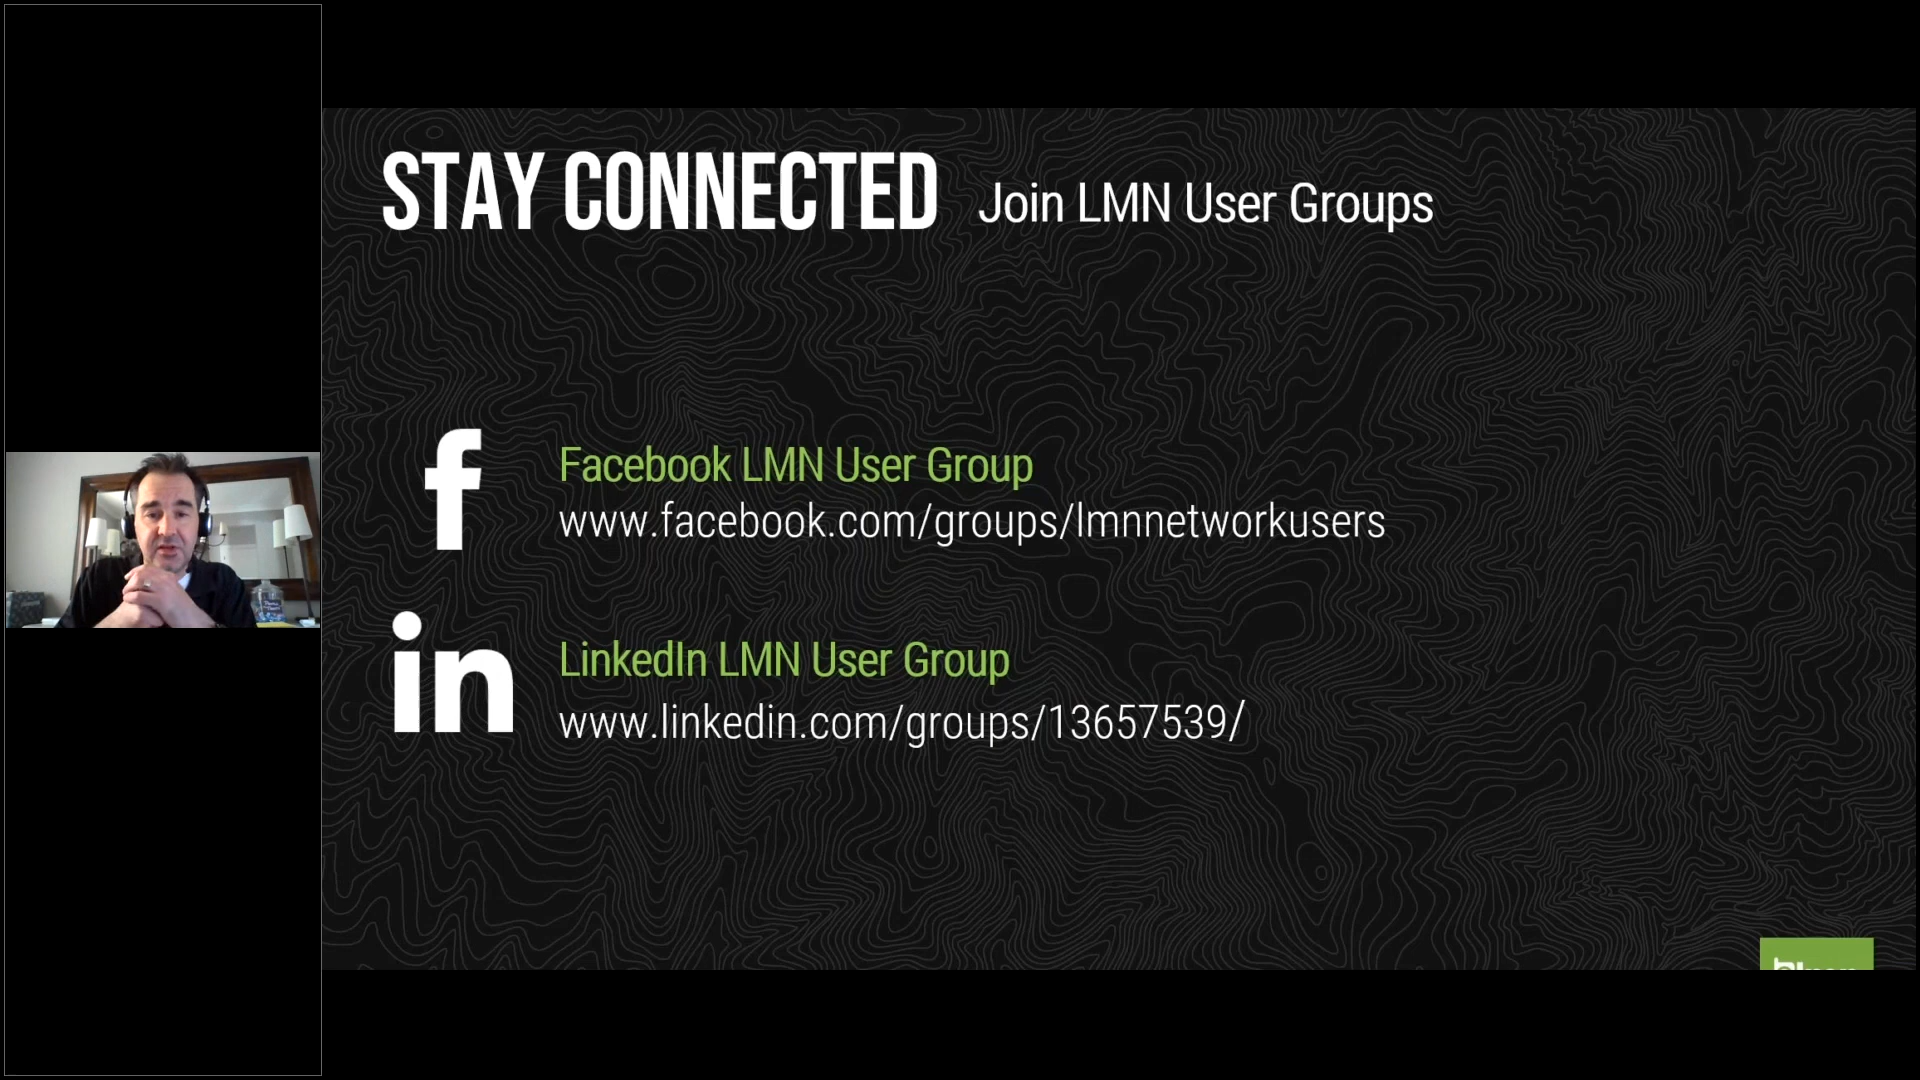 STAY CONNECTED Join LMN User Groups
Facebook LMN User Group
www.facebook.com/groups/lmnnetworkusers
LinkedIn LMN User Group
www.linkedin.com/groups/13657539/